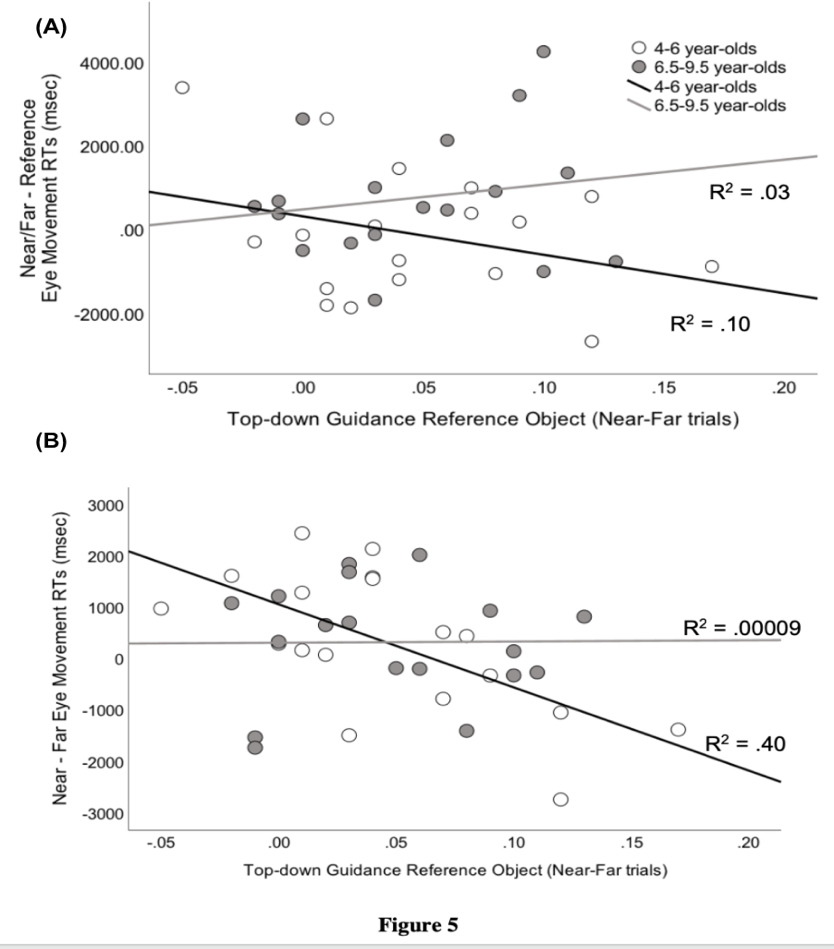 (A)
4-6 year-olds
6.5-9.5 year-olds
4-6 year-olds
6.5-9.5 year-olds
Near/Far - Reference
Eye Movement RTs (msec)
4000.00
2000.00
.00
-2000.00
R² = .03
R² = .10
-.05 .00 .05 .10 .15 .20
Top-down Guidance Reference Object (Near-Far trials)
(B)
Near - Far Eye Movement RTs (msec)
3000
2000
1000
0
-1000
-2000
-3000
R² = .00009
R² = .40
-.05 .00 .05 .10 .15 .20
Top-down Guidance Reference Object (Near-Far trials)
Figure 5